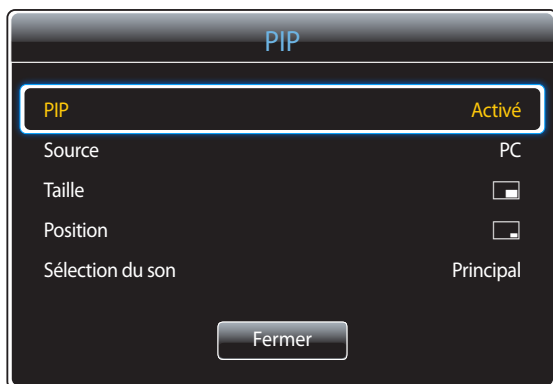 PIP
PIP Activé
Source PC
Taille
Position
Sélection du son Principal
Fermer